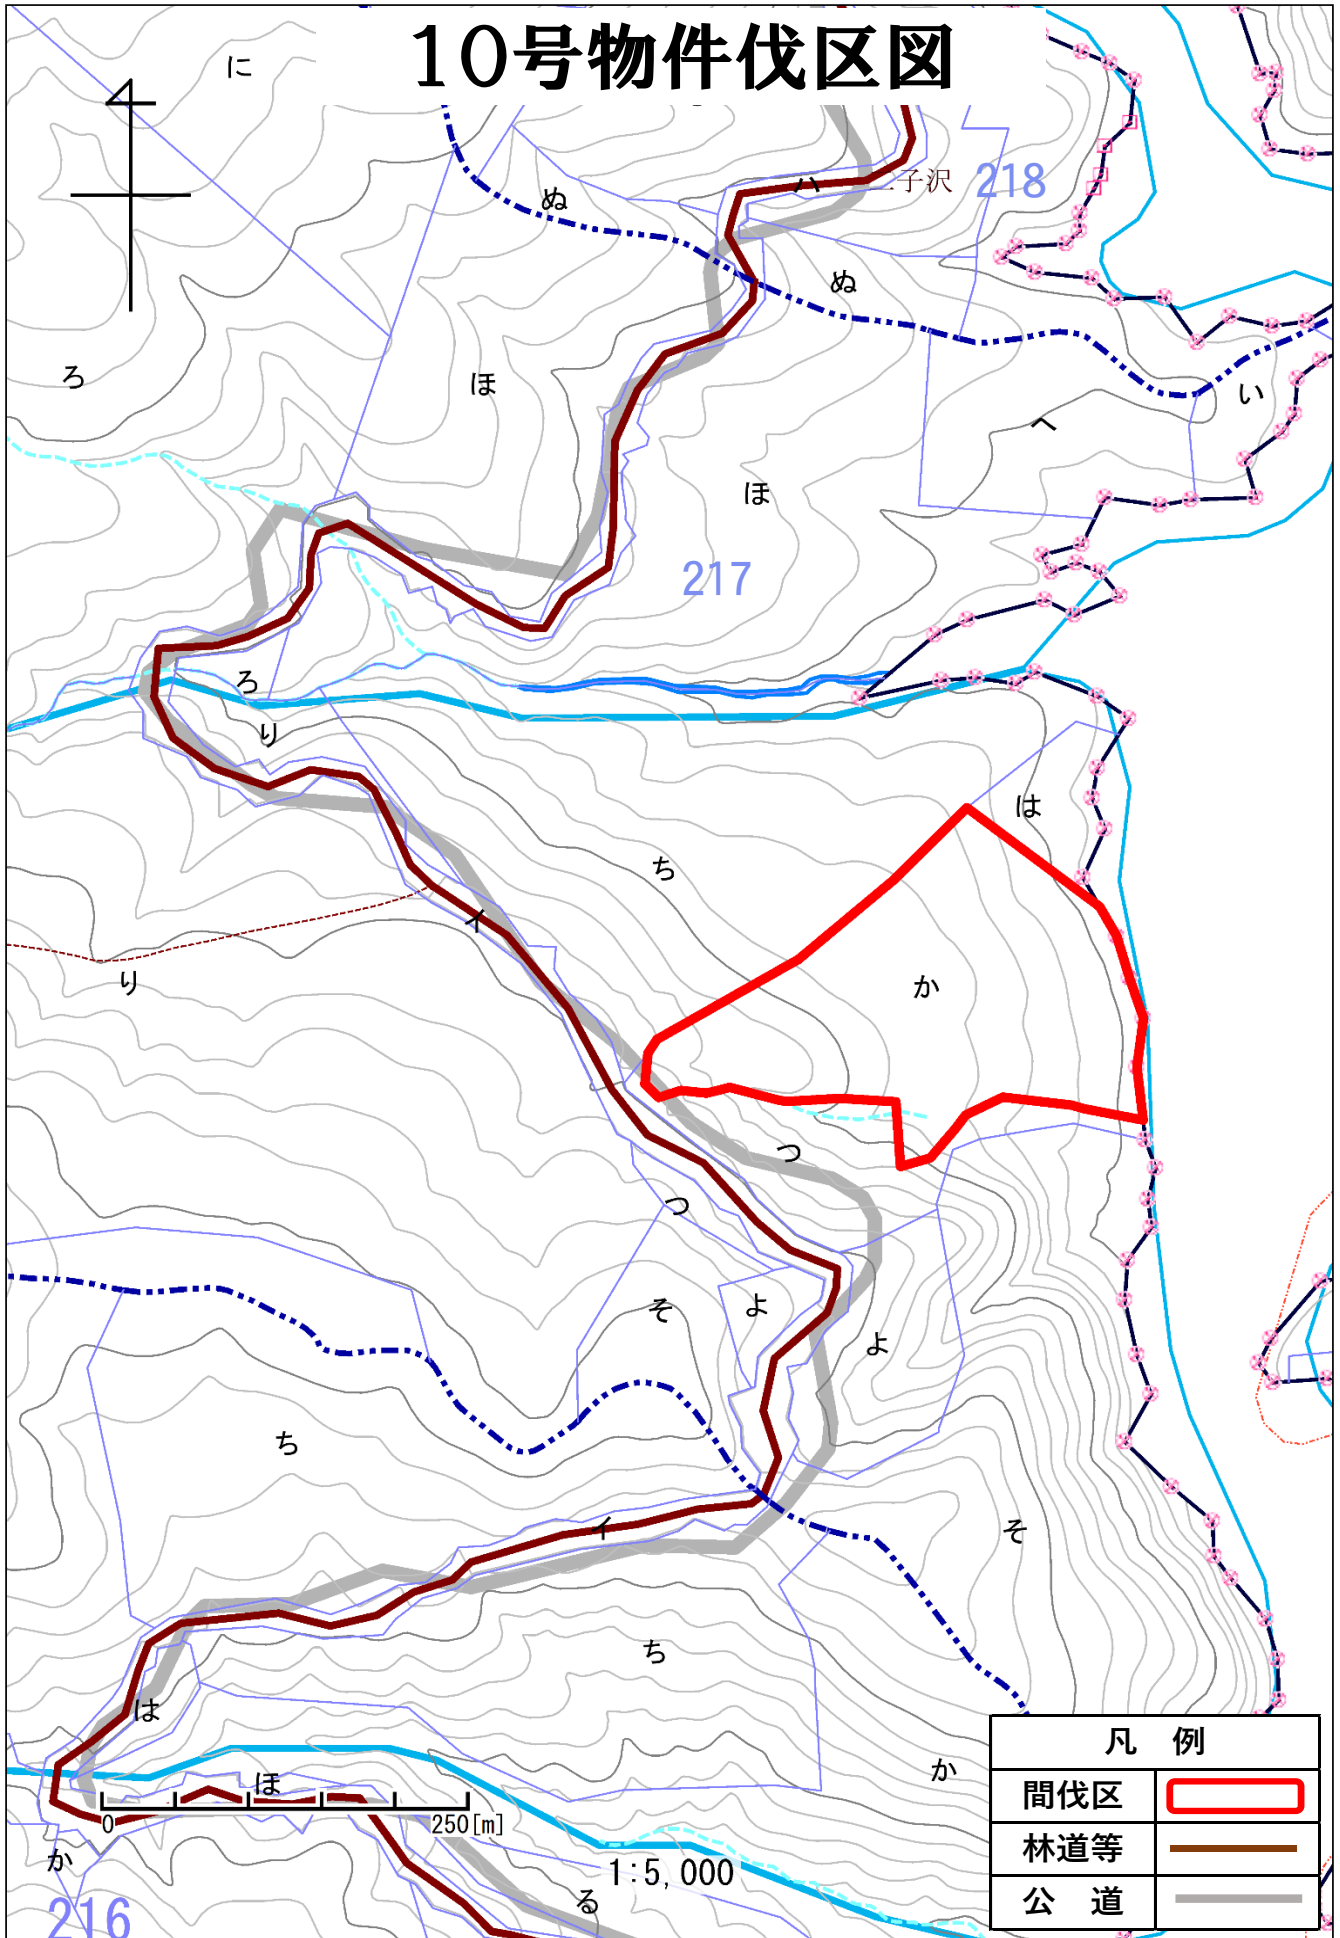 10号物件伐区図
に
ぬ
ハ
二子沢
218
ぬ
ろ
ほ
い
へ
ほ
217
ろ
り
は
ち
イ
り
か
つ
つ
そ
よ
よ
ち
イ
そ
ち
は
ほ
か
0
250[m]
か
1:5,000
る
216
凡 例
間伐区
林道等
公 道